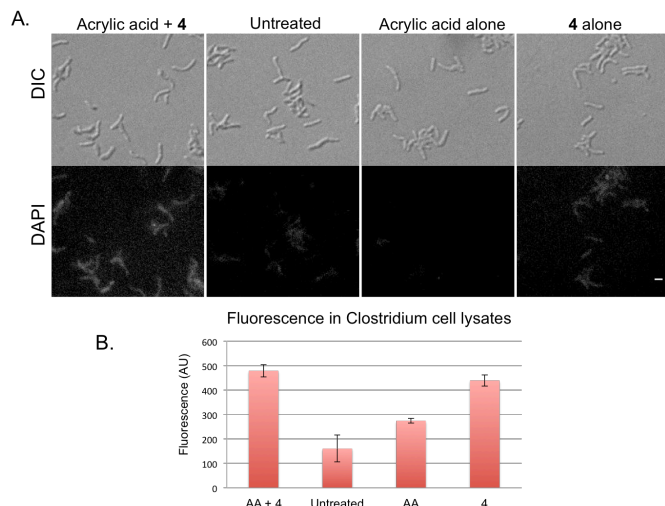 A.
Acrylic acid + 4 Untreated Acrylic acid alone 4 alone
DIC
DAPI
B.
Fluorescence in Clostridium cell lysates
Fluorescence (AU)
600
500
400
300
200
100
0
AA + 4 Untreated AA 4